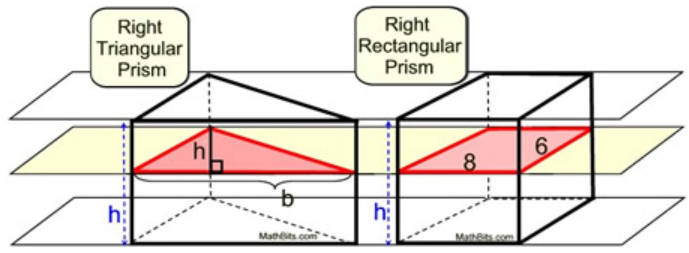 Right
Triangular
Prism
Right
Rectangular
Prism
h
b
h
MathBits.com
8
6
h
MathBits.com